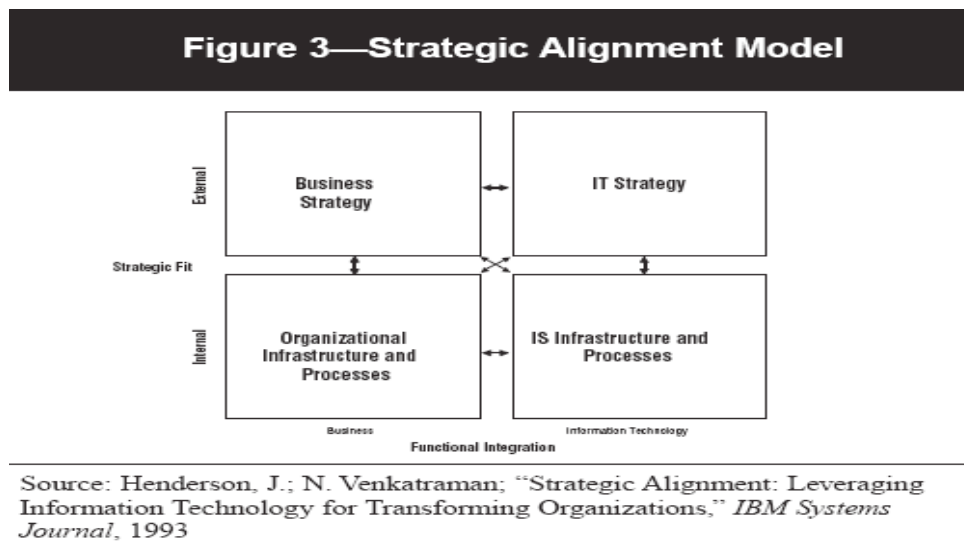 Figure 3—Strategic Alignment Model
External
Business
Strategy
IT Strategy
Strategic Fit
Internal
Organizational
Infrastructure and
Processes
IS Infrastructure and
Processes
Business
Information Technology
Functional Integration
Source: Henderson, J.; N. Venkatraman; “Strategic Alignment: Leveraging
Information Technology for Transforming Organizations,” IBM Systems
Journal, 1993